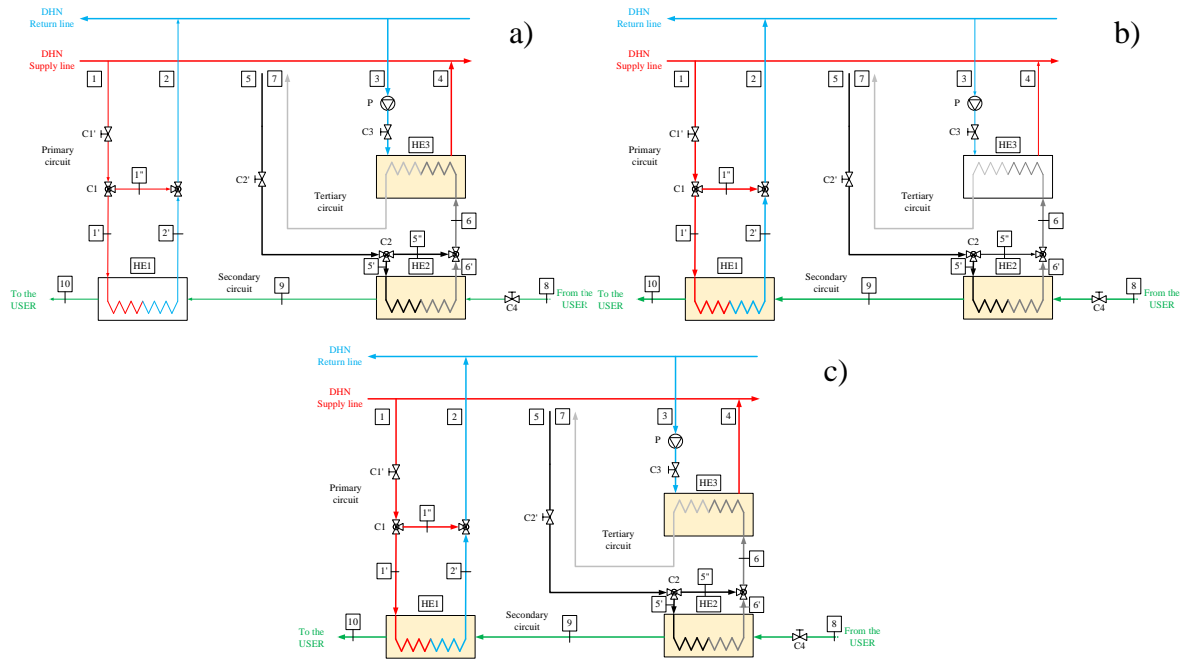 DHN
Return line
a)
DHN
Supply line
1
2
5
7
3
4
P
C1'
C3
HE3
Primary
circuit
C2'
1"
C1
Tertiary
circuit
6
C2
5"
1'
2'
5'
HE2
6'
HE1
Secondary
circuit
To the
USER
10
9
8
From the
USER
C4
DHN
Return line
b)
DHN
Supply line
1
2
5
7
3
4
P
C1'
C3
HE3
Primary
circuit
C2'
1"
C1
Tertiary
circuit
6
C2
5"
1'
2'
5'
HE2
6'
HE1
Secondary
circuit
To the
USER
10
9
8
From the
USER
C4
DHN
Return line
c)
DHN
Supply line
1
2
5
7
3
4
P
C1'
C3
HE3
Primary
circuit
C2'
1"
C1
Tertiary
circuit
6
C2
5"
1'
2'
5'
HE2
6'
HE1
Secondary
circuit
To the
USER
10
9
8
From the
USER
C4